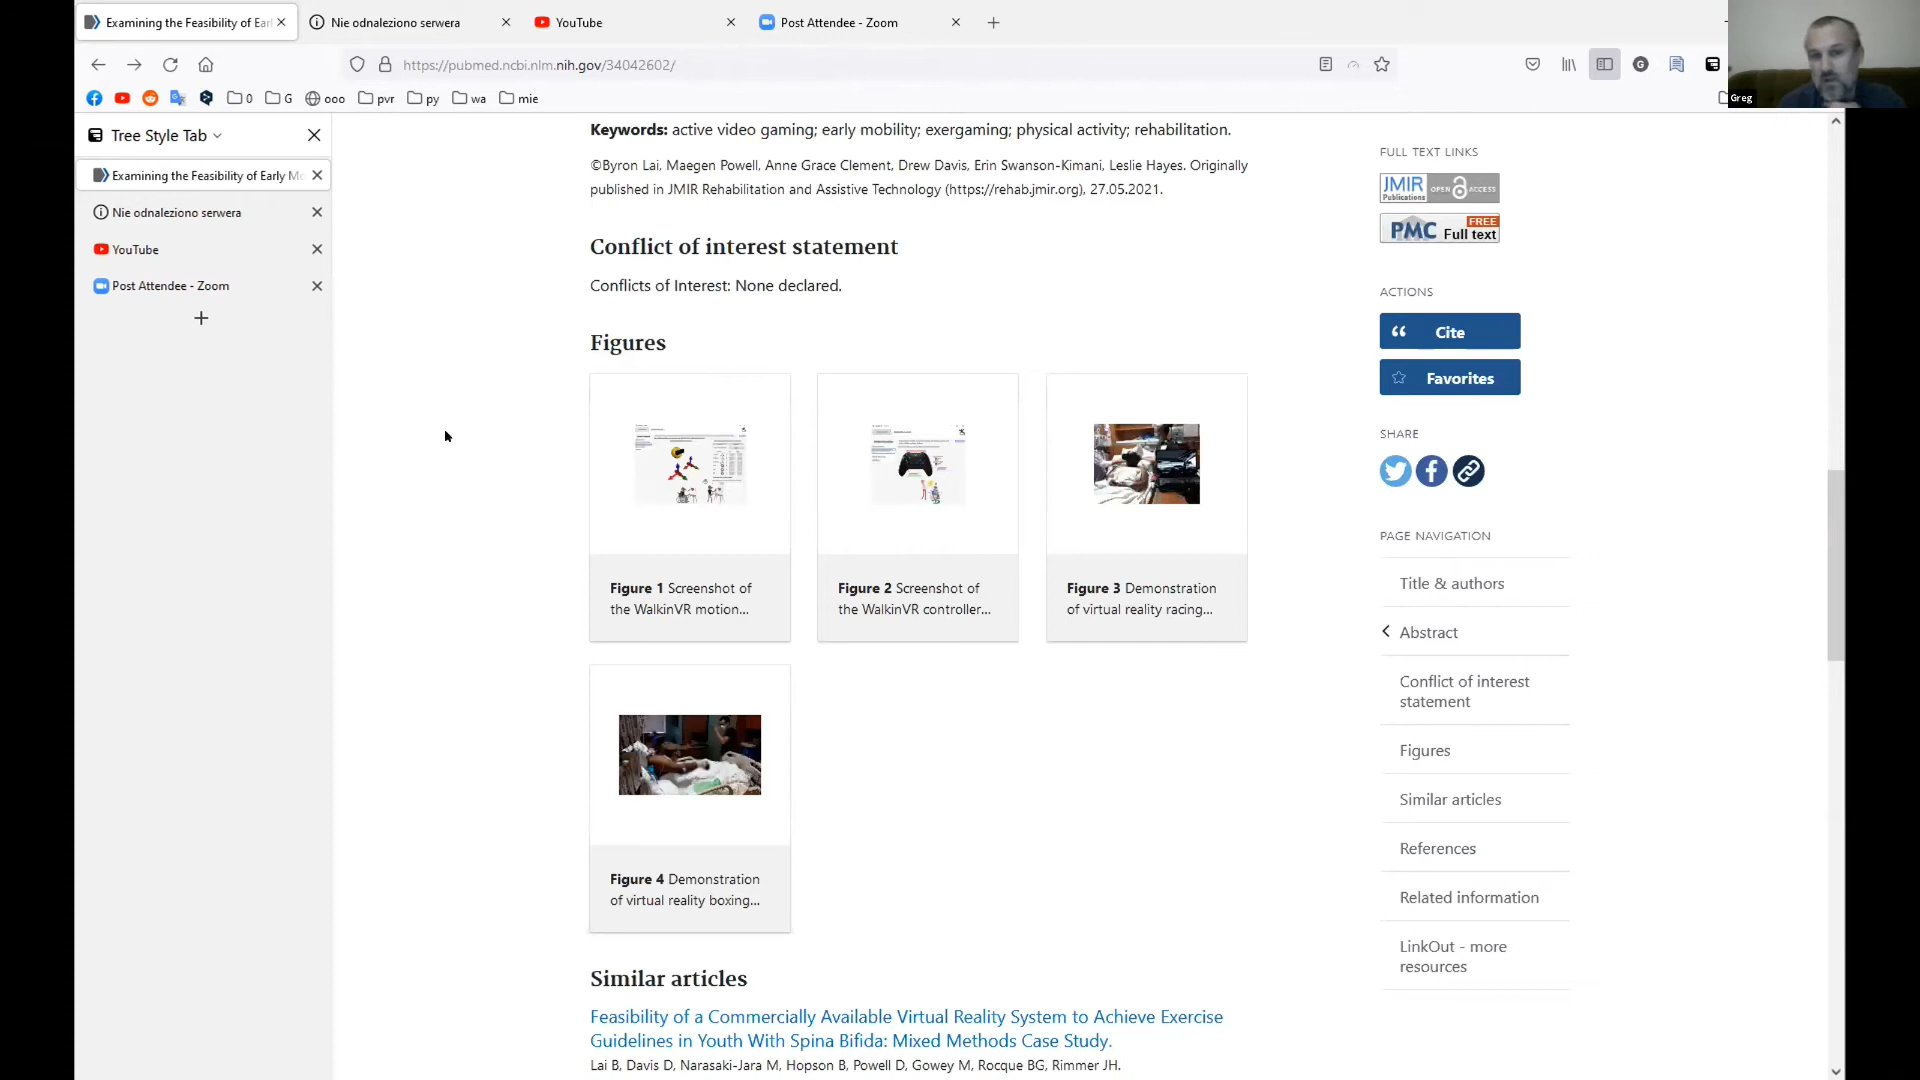 Examining the Feasibility of Earl
Nie odnaleziono serwera
YouTube
Post Attendee - Zoom
https://pubmed.ncbi.nlm.nih.gov/34042602/
0
G
ooo
pvr
py
wa
mie
Greg
Tree Style Tab
Examining the Feasibility of Early Mo
Nie odnaleziono serwera
YouTube
Post Attendee - Zoom
Keywords: active video gaming; early mobility; exergaming; physical activity; rehabilitation.
©Byron Lai, Maegen Powell, Anne Grace Clement, Drew Davis, Erin Swanson-Kimani, Leslie Hayes. Originally
published in JMIR Rehabilitation and Assistive Technology (https://rehab.jmir.org), 27.05.2021.
Conflict of interest statement
Conflicts of Interest: None declared.
Figures
Figure 1 Screenshot of
the WalkinVR motion...
Figure 2 Screenshot of
the WalkinVR controller...
Figure 3 Demonstration
of virtual reality racing...
Figure 4 Demonstration
of virtual reality boxing...
Similar articles
Feasibility of a Commercially Available Virtual Reality System to Achieve Exercise
Guidelines in Youth With Spina Bifida: Mixed Methods Case Study.
Lai B, Davis D, Narasaki-Jara M, Hopson B, Powell D, Gowey M, Rocque BG, Rimmer JH.
FULL TEXT LINKS
JMIR Publications OPEN ACCESS
PMC FREE Full text
ACTIONS
Cite
Favorites
SHARE
PAGE NAVIGATION
Title & authors
Abstract
Conflict of interest
statement
Figures
Similar articles
References
Related information
LinkOut - more
resources